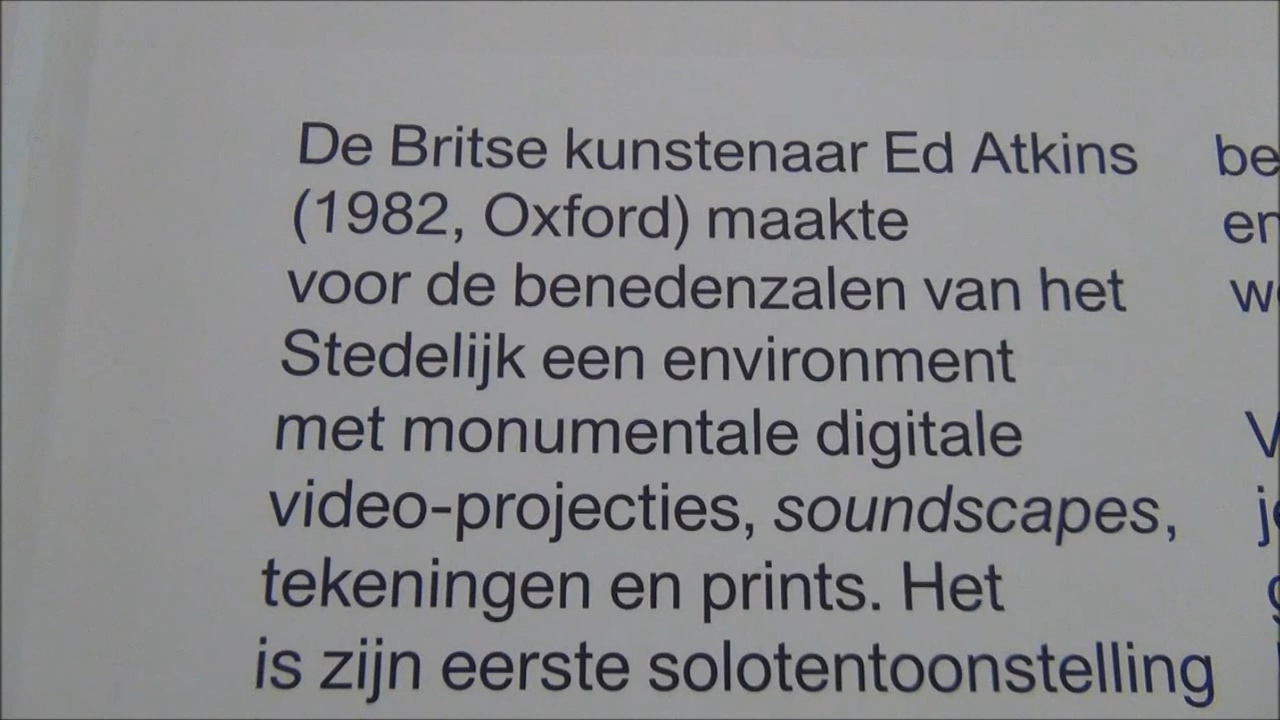 De Britse kunstenaar Ed Atkins
(1982, Oxford) maakte
voor de benedenzalen van het
Stedelijk een environment
met monumentale digitale
video-projecties, soundscapes,
tekeningen en prints. Het
is zijn eerste solotentoonstelling